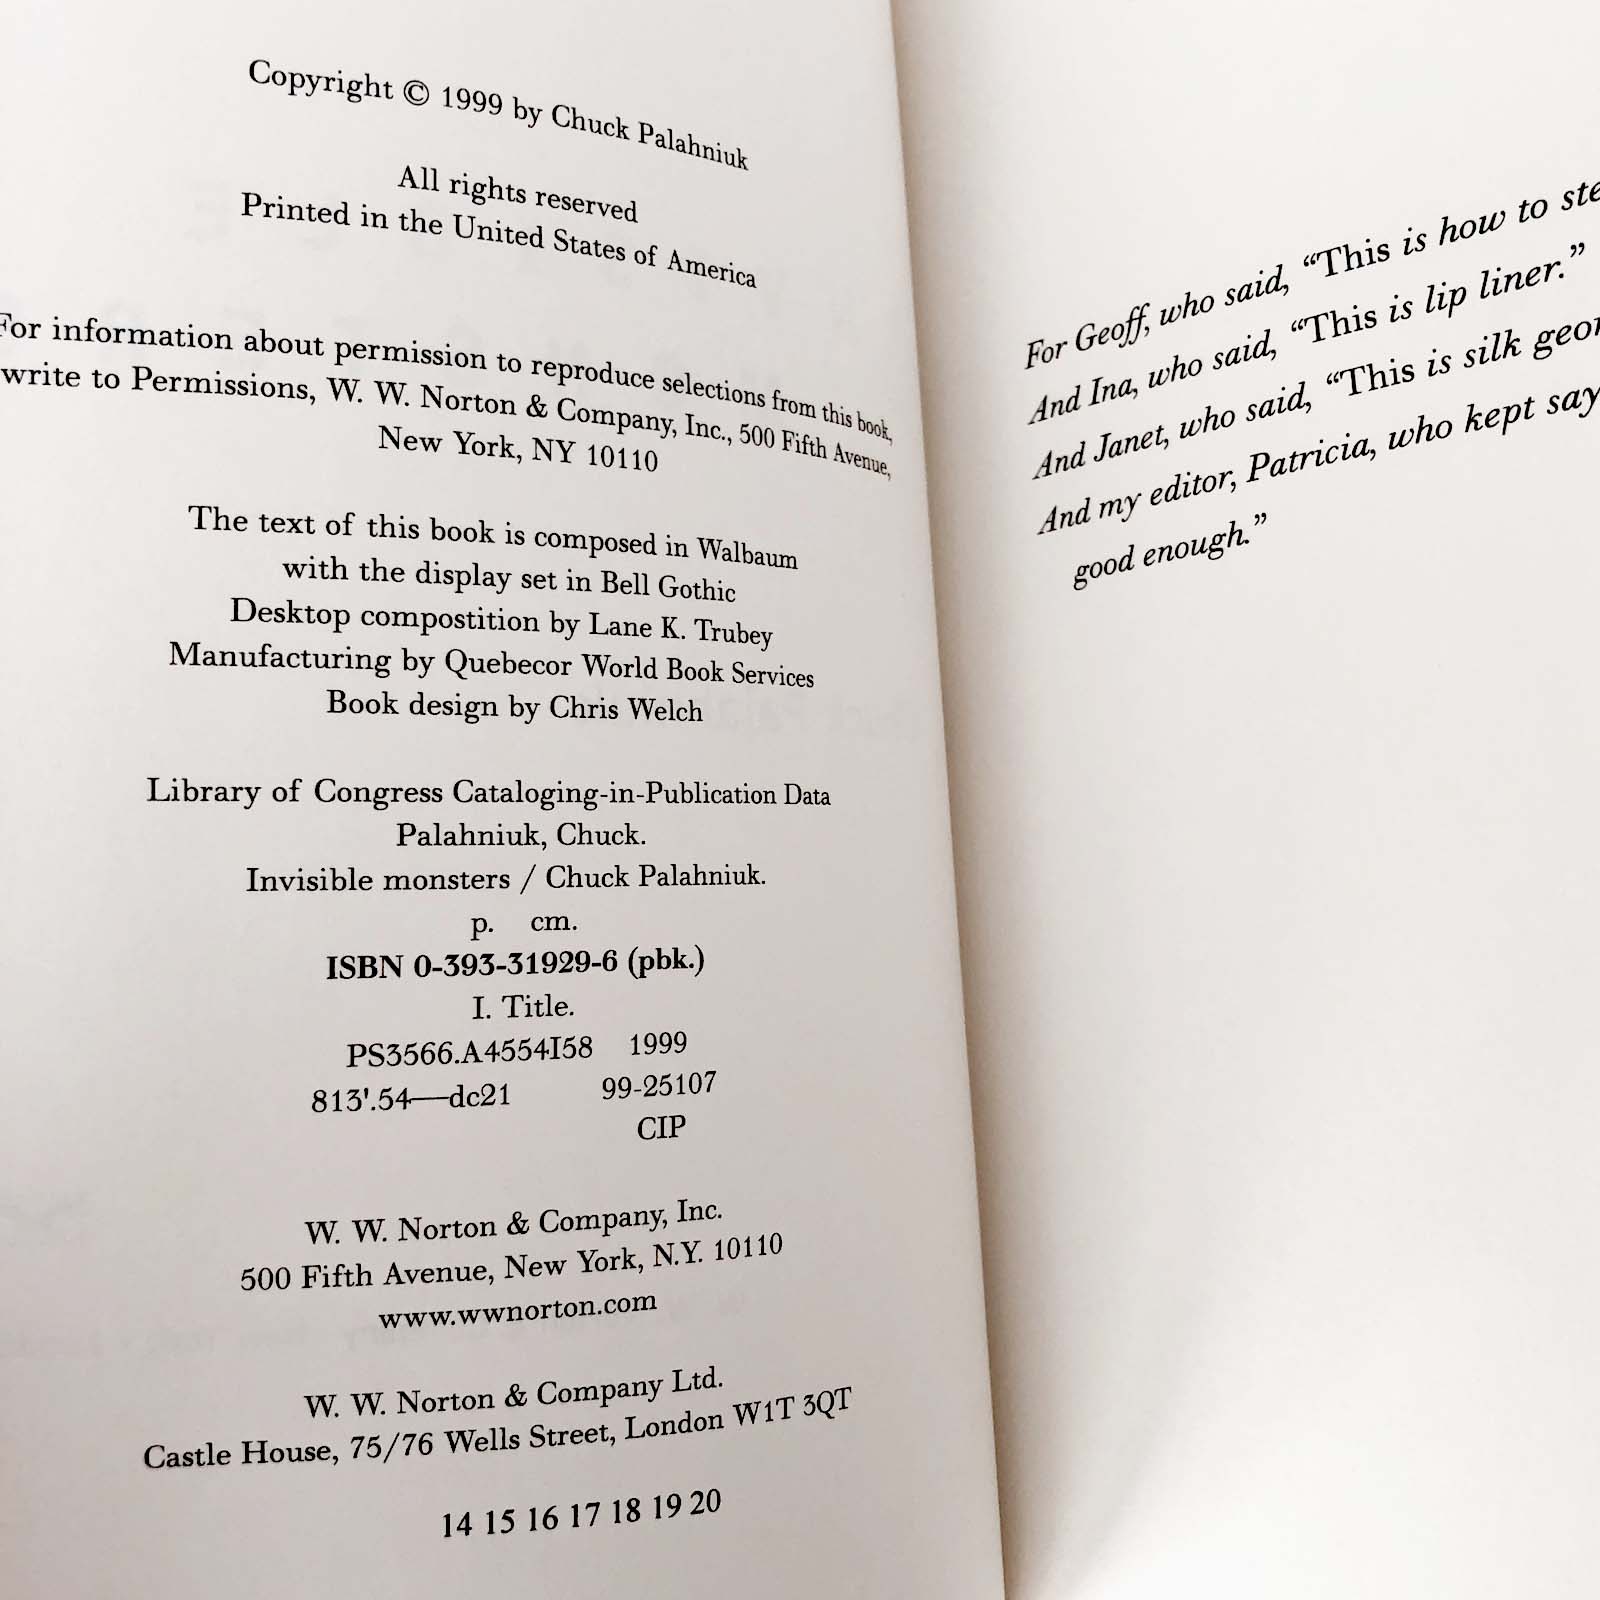 Copyright © 1999 by Chuck Palahniuk
All rights reserved
Printed in the United States of America
For information about permission to reproduce selections from this book,
write to Permissions, W. W. Norton & Company, Inc., 500 Fifth Avenue,
New York, NY 10110
The text of this book is composed in Walbaum
with the display set in Bell Gothic
Desktop compostition by Lane K. Trubey
Manufacturing by Quebecor World Book Services
Book design by Chris Welch
Library of Congress Cataloging-in-Publication Data
Palahniuk, Chuck.
Invisible monsters / Chuck Palahniuk.
p. cm.
ISBN 0-393-31929-6 (pbk.)
I. Title.
PS3566.A4554I58 1999
813'.54—dc21 99-25107
CIP
W. W. Norton & Company, Inc.
500 Fifth Avenue, New York, N.Y. 10110
www.wwnorton.com
W. W. Norton & Company Ltd.
Castle House, 75/76 Wells Street, London W1T 3QT
14 15 16 17 18 19 20
For Geoff, who said, “This is how to
And Ina, who said, “This is lip liner.”
And Janet, who said, “This is silk
And my editor, Patricia, who kept
good enough.”